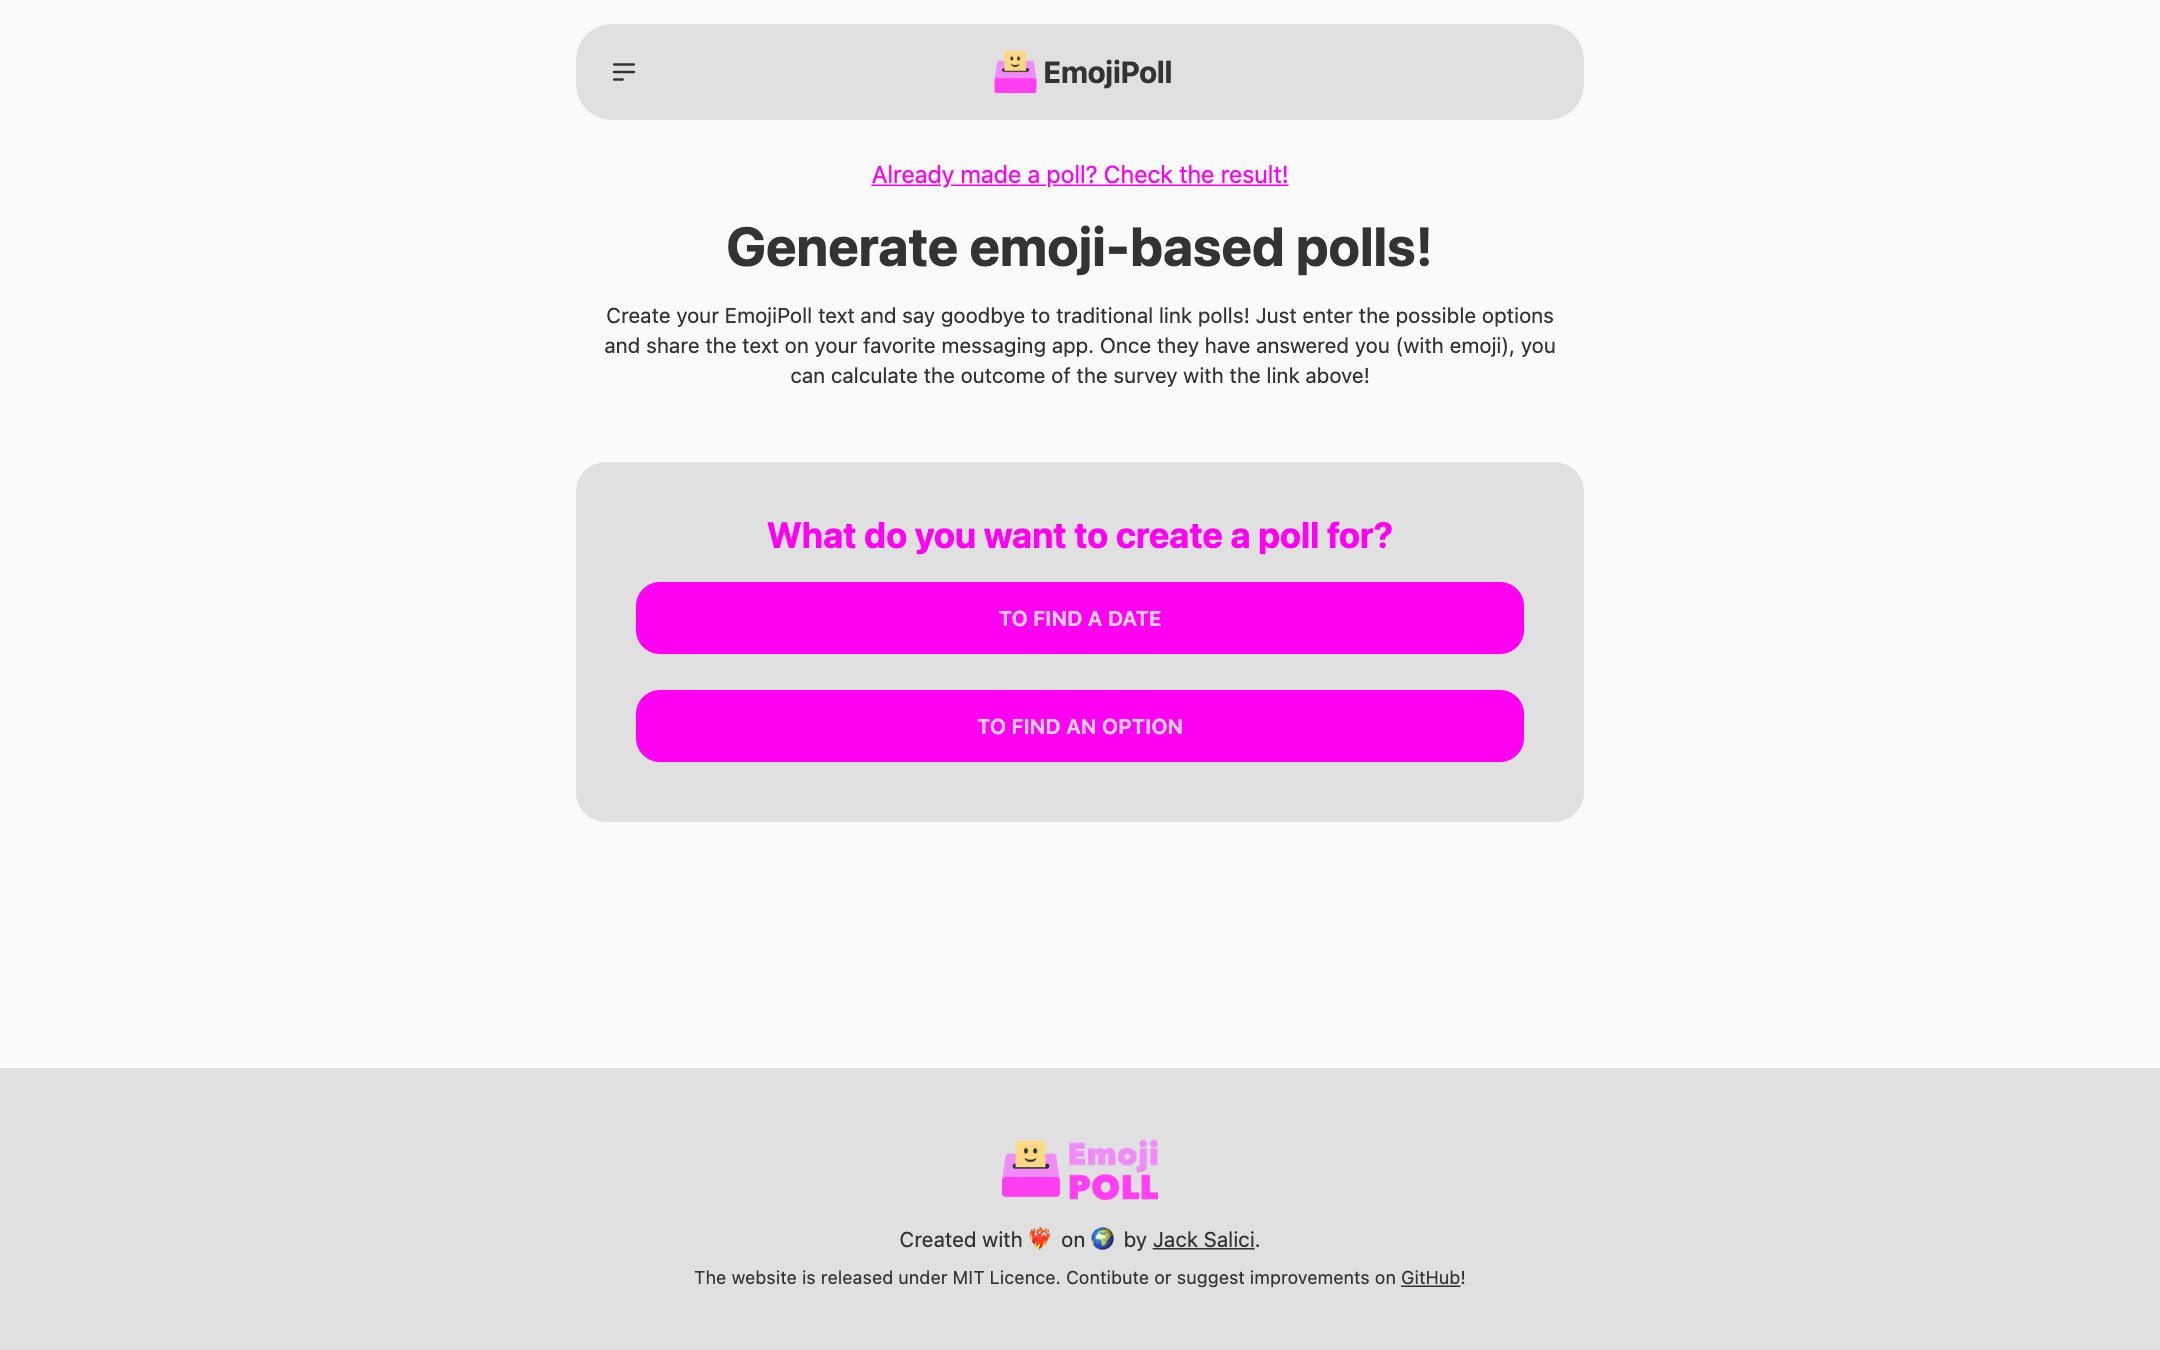 EmojiPoll
Already made a poll? Check the result!
Generate emoji-based polls!
Create your EmojiPoll text and say goodbye to traditional link polls! Just enter the possible options
and share the text on your favorite messaging app. Once they have answered you (with emoji), you
can calculate the outcome of the survey with the link above!
What do you want to create a poll for?
TO FIND A DATE
TO FIND AN OPTION
Emoji
POLL
Created with ❤️‍🔥 on 🌍 by Jack Salici.
The website is released under MIT Licence. Contibute or suggest improvements on GitHub!